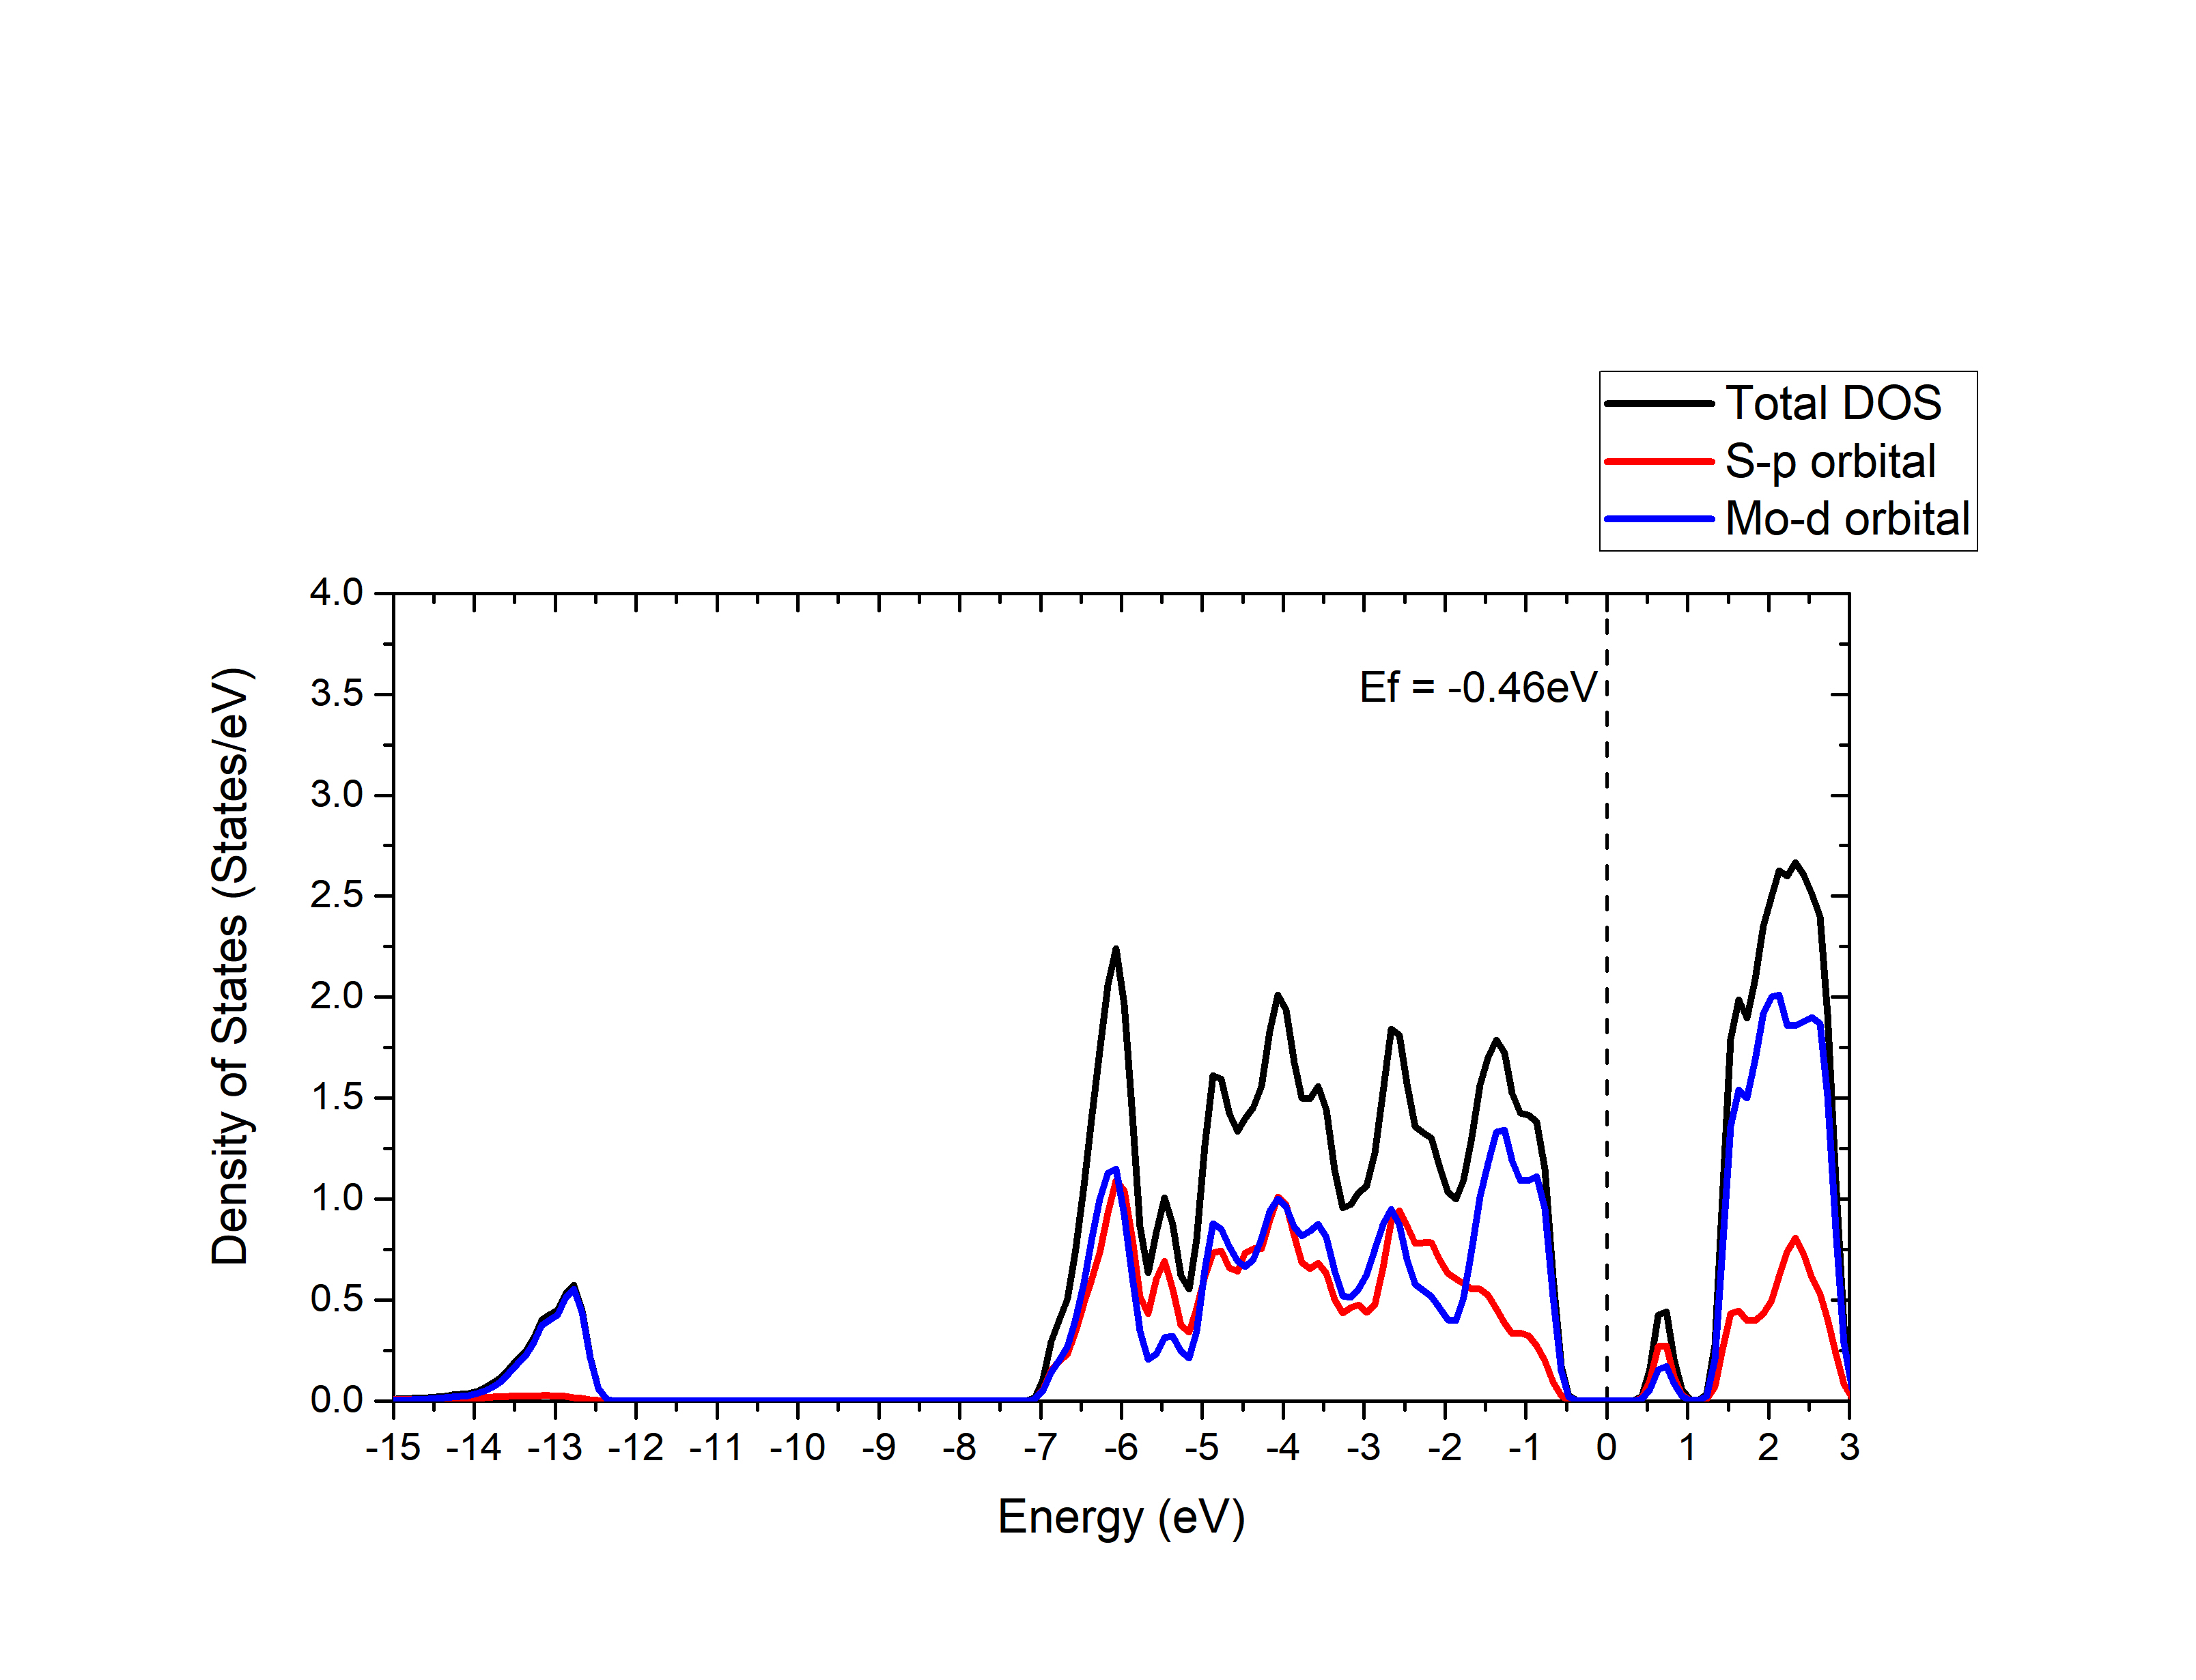 Total DOS
S-p orbital
Mo-d orbital
4.0
3.5
3.0
2.5
2.0
1.5
1.0
0.5
0.0
Density of States (States/eV)
Ef = -0.46eV
-15 -14 -13 -12 -11 -10 -9 -8 -7 -6 -5 -4 -3 -2 -1 0 1 2 3
Energy (eV)